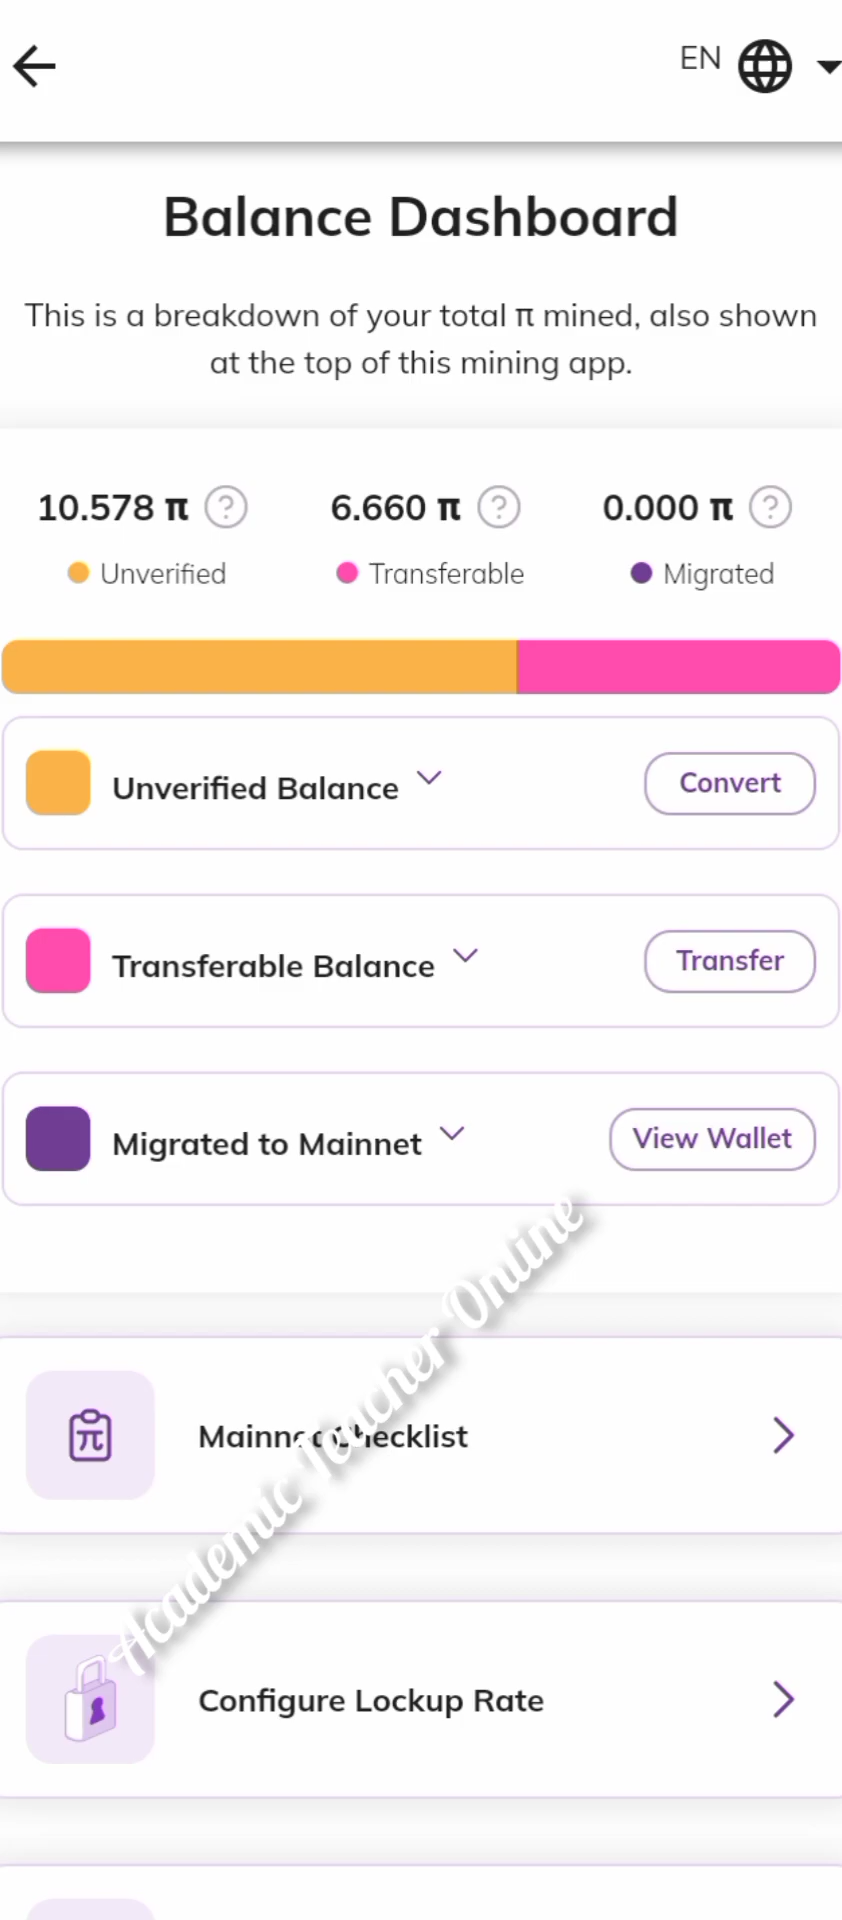 EN
Balance Dashboard
This is a breakdown of your total π mined, also shown
at the top of this mining app.
10.578 π ? 6.660 π ? 0.000 π ?
Unverified Transferable Migrated
Unverified Balance Convert
Transferable Balance Transfer
Migrated to Mainnet View Wallet
Academic Teacher Online
Mainnet Checklist
Configure Lockup Rate